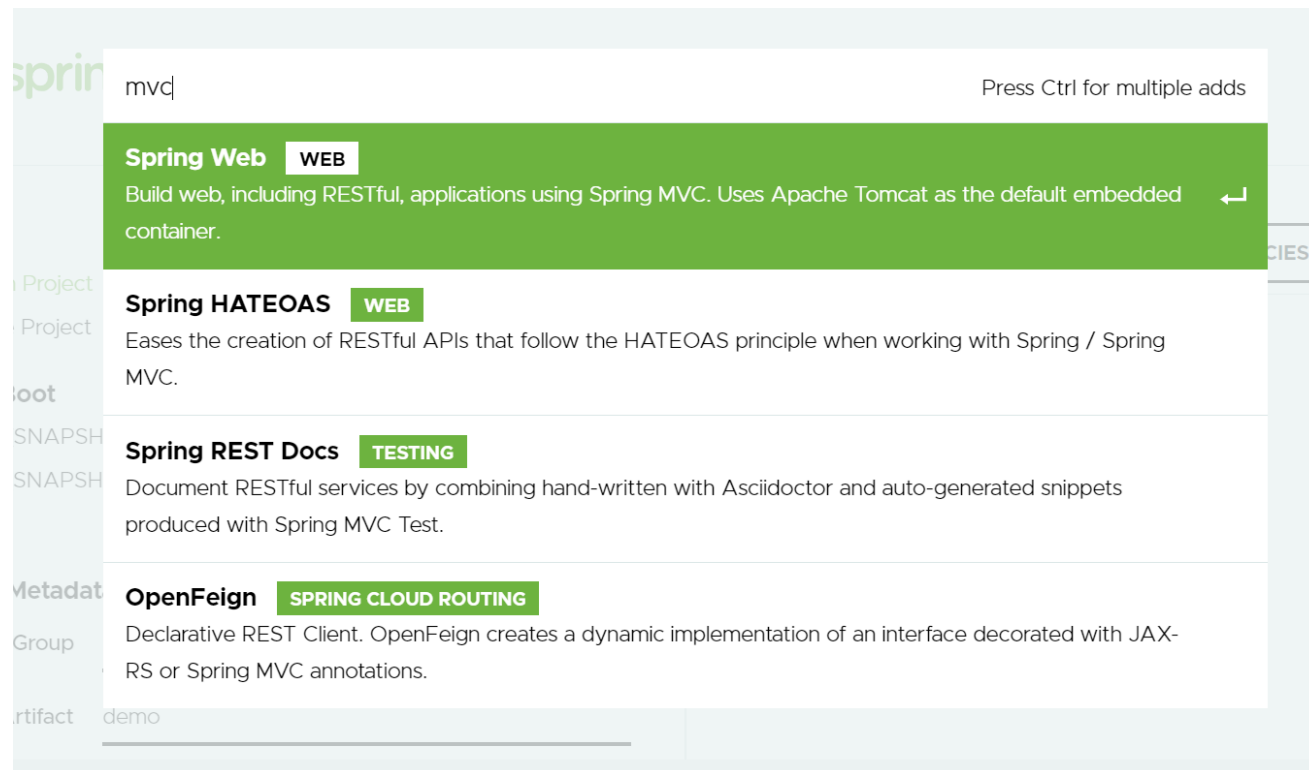 mvc
Press Ctrl for multiple adds
Spring Web WEB
Build web, including RESTful, applications using Spring MVC. Uses Apache Tomcat as the default embedded
container.
Spring HATEOAS WEB
Eases the creation of RESTful APIs that follow the HATEOAS principle when working with Spring / Spring
MVC.
Spring REST Docs TESTING
Document RESTful services by combining hand-written with Asciidoctor and auto-generated snippets
produced with Spring MVC Test.
OpenFeign SPRING CLOUD ROUTING
Declarative REST Client. OpenFeign creates a dynamic implementation of an interface decorated with JAX-
RS or Spring MVC annotations.
Project
Project
SNAPSH
SNAPSH
Metadat
Group
rtifact demo
CIES